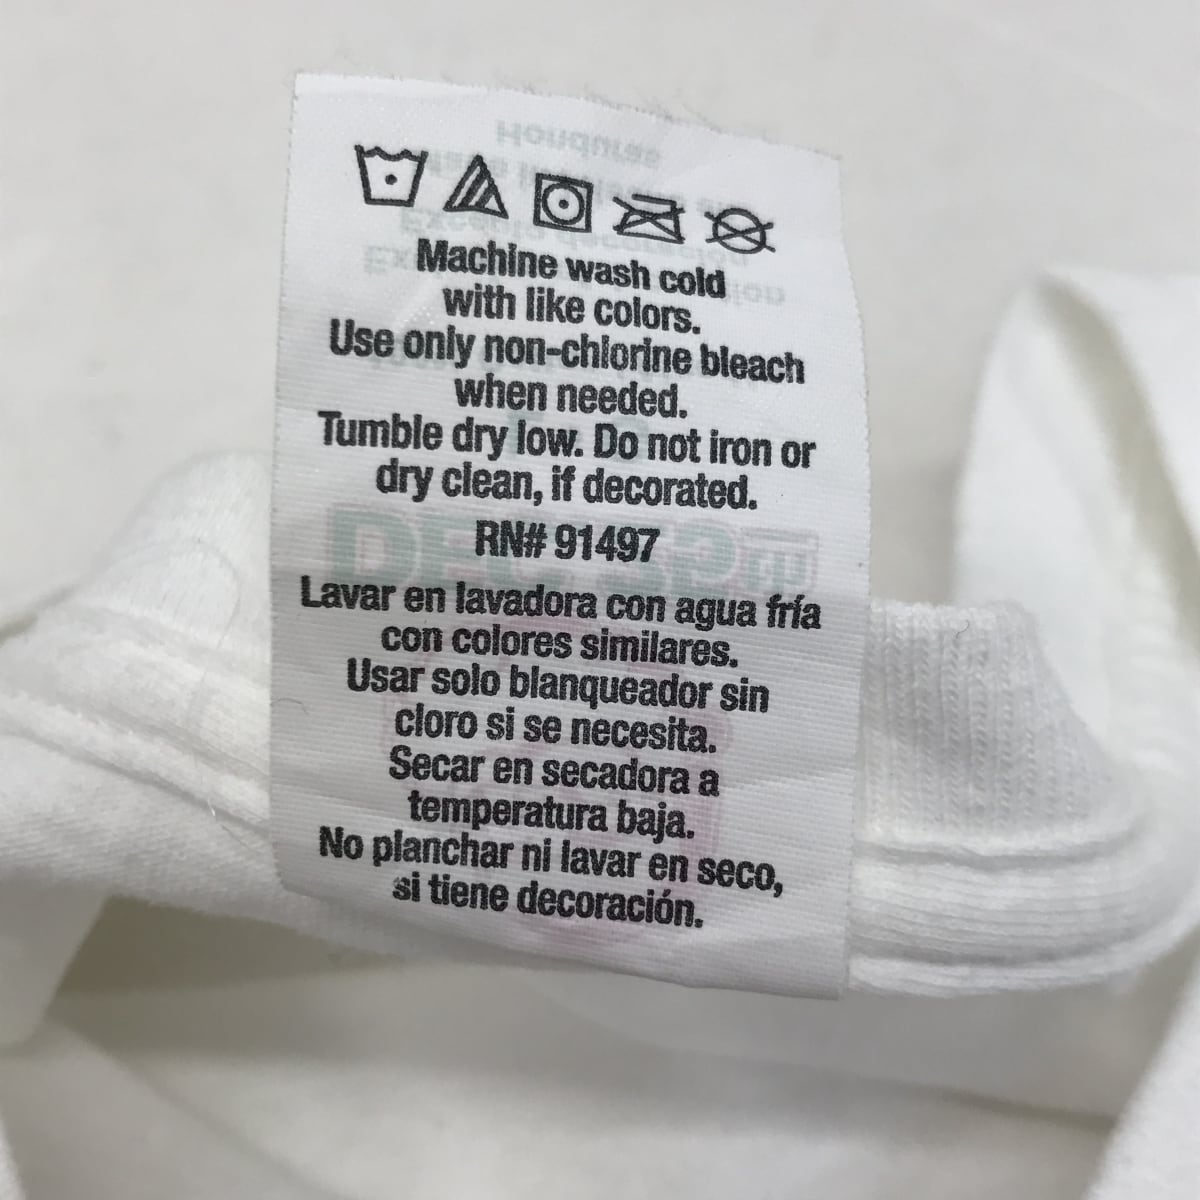 Machine wash cold
with like colors.
Use only non-chlorine bleach
when needed.
Tumble dry low. Do not iron or
dry clean, if decorated.
RN# 91497
Lavar en lavadora con agua fría
con colores similares.
Usar solo blanqueador sin
cloro si se necesita.
Secar en secadora a
temperatura baja.
No planchar ni lavar en seco,
si tiene decoración.
Honduras